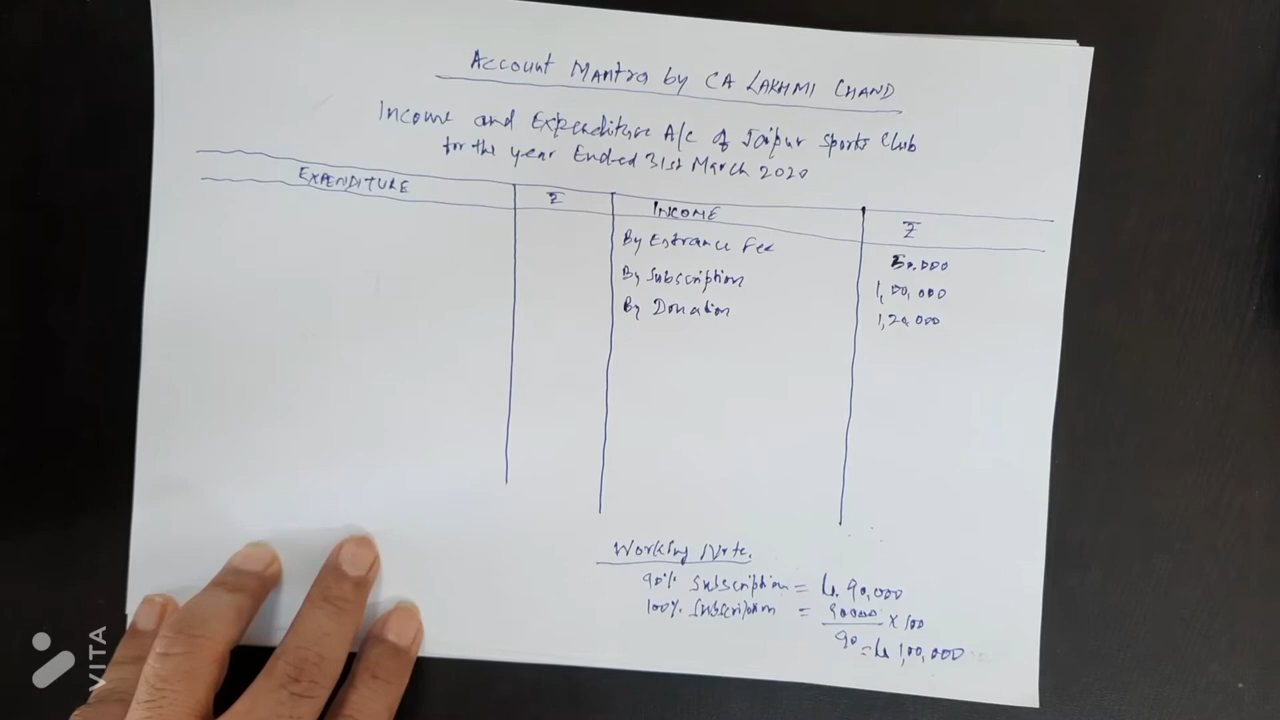 Account Mantra by CA LAKHMI CHAND
Income and Expenditure A/c of Jaipur Sports Club
for the year Ended 31st March 2020
EXPENDITURE ₹ INCOME ₹
By Entrance Fee 50,000
By Subscription 1,00,000
By Donation 1,20,000
Working Note.
90% Subscription = Rs. 90,000
100% Subscription = 90000 × 100
90
= Rs 1,00,000
VITA